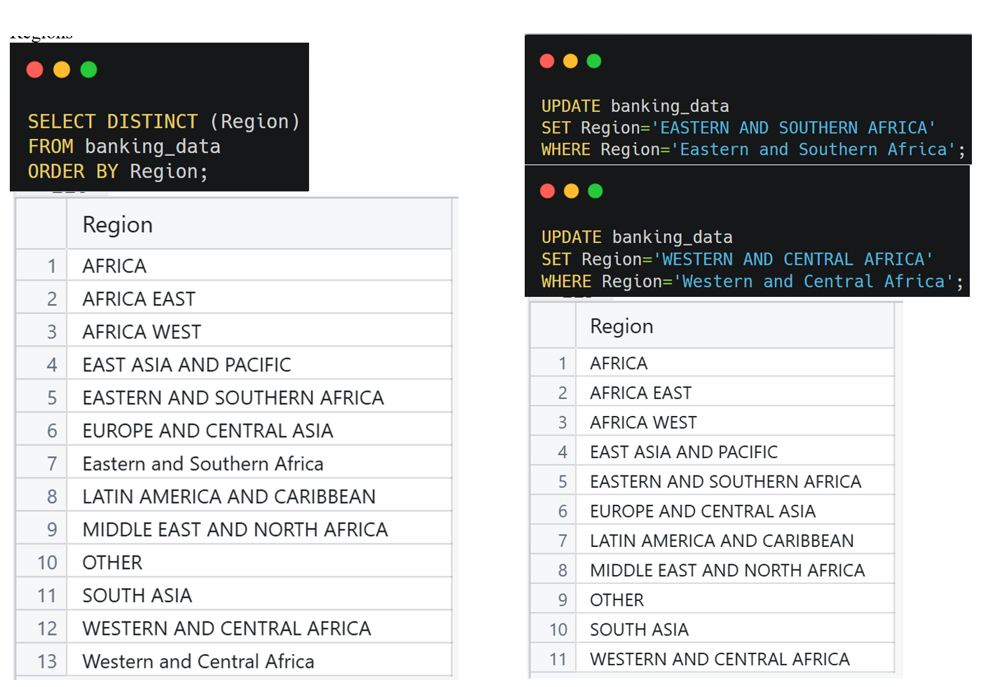 Regions
SELECT DISTINCT (Region)
FROM banking_data
ORDER BY Region;
Region
1 AFRICA
2 AFRICA EAST
3 AFRICA WEST
4 EAST ASIA AND PACIFIC
5 EASTERN AND SOUTHERN AFRICA
6 EUROPE AND CENTRAL ASIA
7 Eastern and Southern Africa
8 LATIN AMERICA AND CARIBBEAN
9 MIDDLE EAST AND NORTH AFRICA
10 OTHER
11 SOUTH ASIA
12 WESTERN AND CENTRAL AFRICA
13 Western and Central Africa
UPDATE banking_data
SET Region='EASTERN AND SOUTHERN AFRICA'
WHERE Region='Eastern and Southern Africa';
UPDATE banking_data
SET Region='WESTERN AND CENTRAL AFRICA'
WHERE Region='Western and Central Africa';
Region
1 AFRICA
2 AFRICA EAST
3 AFRICA WEST
4 EAST ASIA AND PACIFIC
5 EASTERN AND SOUTHERN AFRICA
6 EUROPE AND CENTRAL ASIA
7 LATIN AMERICA AND CARIBBEAN
8 MIDDLE EAST AND NORTH AFRICA
9 OTHER
10 SOUTH ASIA
11 WESTERN AND CENTRAL AFRICA